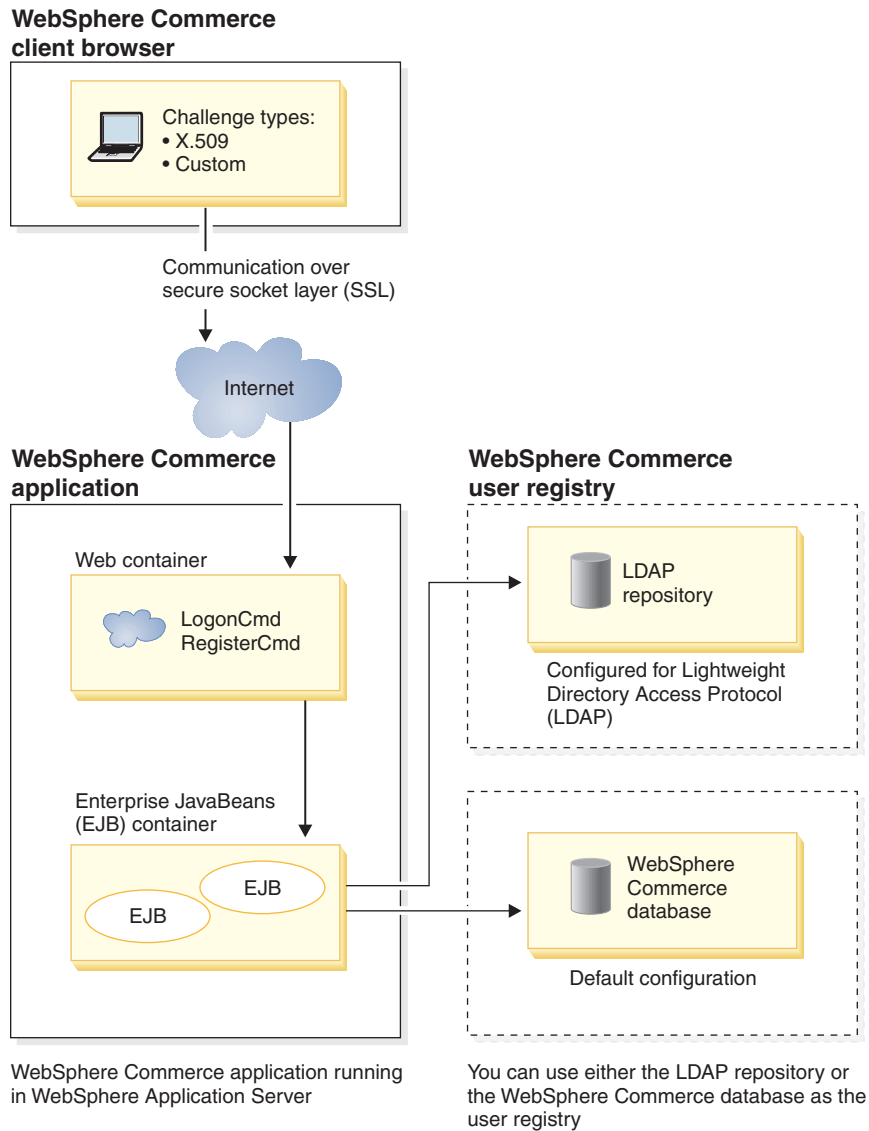 WebSphere Commerce
client browser
Challenge types:
• X.509
• Custom
Communication over
secure socket layer (SSL)
Internet
WebSphere Commerce
application
Web container
LogonCmd
RegisterCmd
Enterprise JavaBeans
(EJB) container
EJB
EJB
WebSphere Commerce application running
in WebSphere Application Server
WebSphere Commerce
user registry
LDAP
repository
Configured for Lightweight
Directory Access Protocol
(LDAP)
WebSphere
Commerce
database
Default configuration
You can use either the LDAP repository or
the WebSphere Commerce database as the
user registry